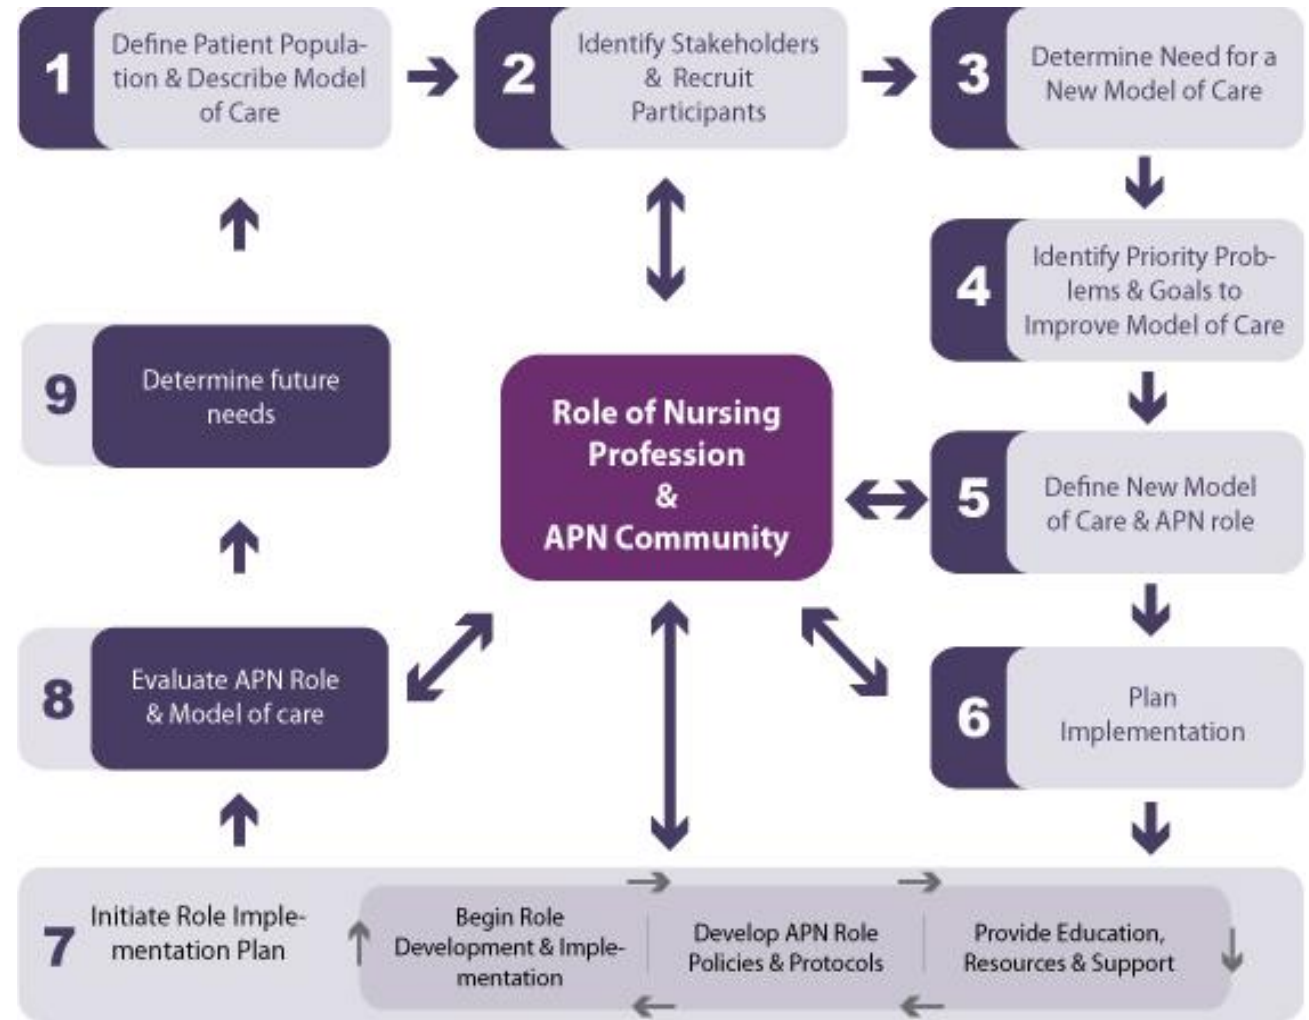 1
Define Patient Popula-
tion & Describe Model
of Care
2
Identify Stakeholders
& Recruit
Participants
3
Determine Need for a
New Model of Care
4
Identify Priority Prob-
lems & Goals to
Improve Model of Care
5
Define New Model
of Care & APN role
6
Plan
Implementation
7
Initiate Role Imple-
mentation Plan
Begin Role
Development & Imple-
mentation
Develop APN Role
Policies & Protocols
Provide Education,
Resources & Support
8
Evaluate APN Role
& Model of care
9
Determine future
needs
Role of Nursing
Profession
&
APN Community